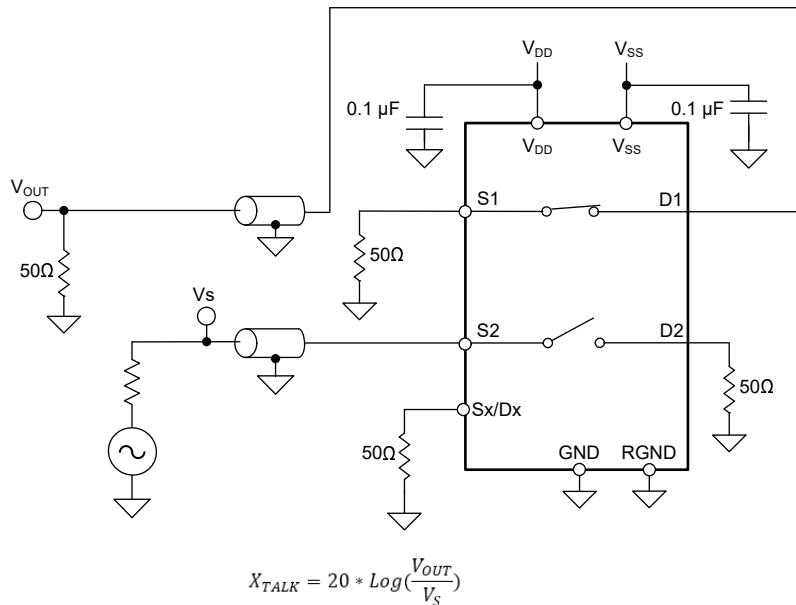 V_DD
V_SS
0.1 µF
0.1 µF
V_DD
V_SS
V_OUT
S1
D1
50Ω
50Ω
Vs
S2
D2
50Ω
Sx/Dx
50Ω
GND
RGND
X_TALK = 20 * Log(V_OUT/V_S)